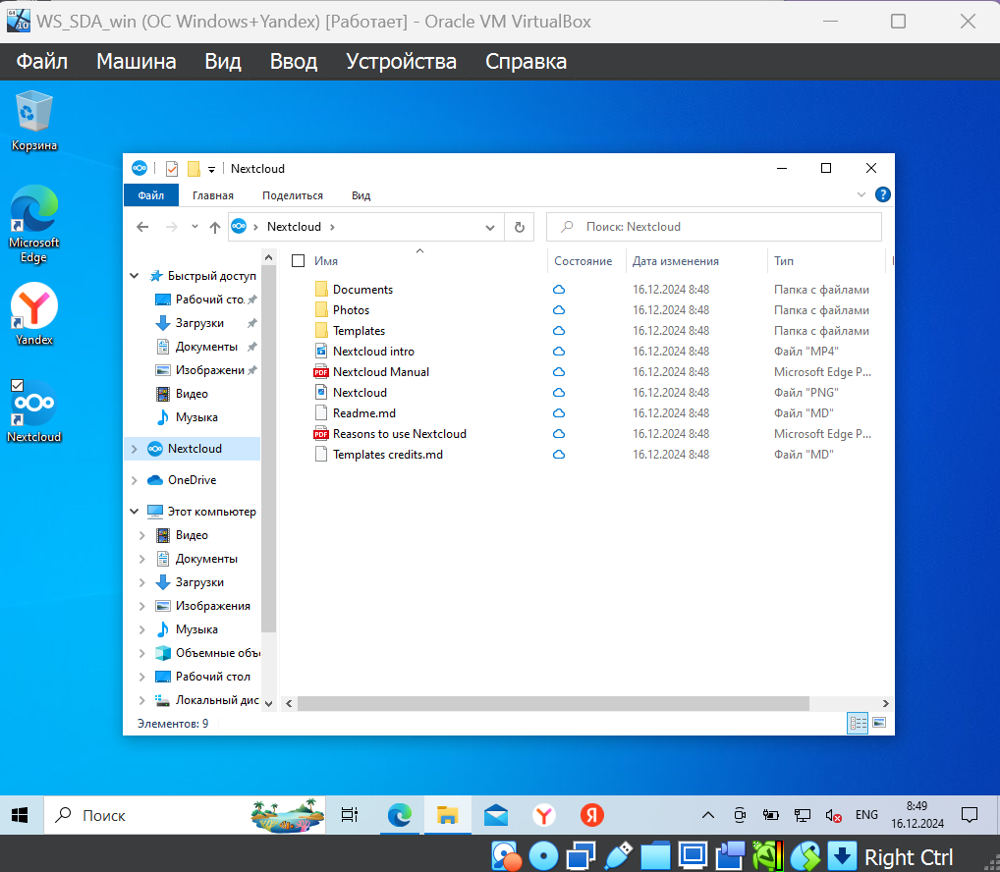 WS_SDA_win (ОС Windows+Yandex) [Работает] - Oracle VM VirtualBox
Файл Машина Вид Ввод Устройства Справка
Корзина
Microsoft
Edge
Yandex
Nextcloud
Nextcloud
Файл Главная Поделиться Вид
Nextcloud
Поиск: Nextcloud
Быстрый доступ
Рабочий сто.
Загрузки
Документы
Изображени
Видео
Музыка
Nextcloud
OneDrive
Этот компьютер
Видео
Документы
Загрузки
Изображения
Музыка
Объемные объ
Рабочий стол
Локальный дис
Имя Состояние Дата изменения Тип
Documents 16.12.2024 8:48 Папка с файлами
Photos 16.12.2024 8:48 Папка с файлами
Templates 16.12.2024 8:48 Папка с файлами
Nextcloud intro 16.12.2024 8:48 Файл "MP4"
PDF Nextcloud Manual 16.12.2024 8:48 Microsoft Edge P...
Nextcloud 16.12.2024 8:48 Файл "PNG"
Readme.md 16.12.2024 8:48 Файл "MD"
PDF Reasons to use Nextcloud 16.12.2024 8:48 Microsoft Edge P...
Templates credits.md 16.12.2024 8:48 Файл "MD"
Элементов: 9
Поиск
ENG
8:49
16.12.2024
Right Ctrl